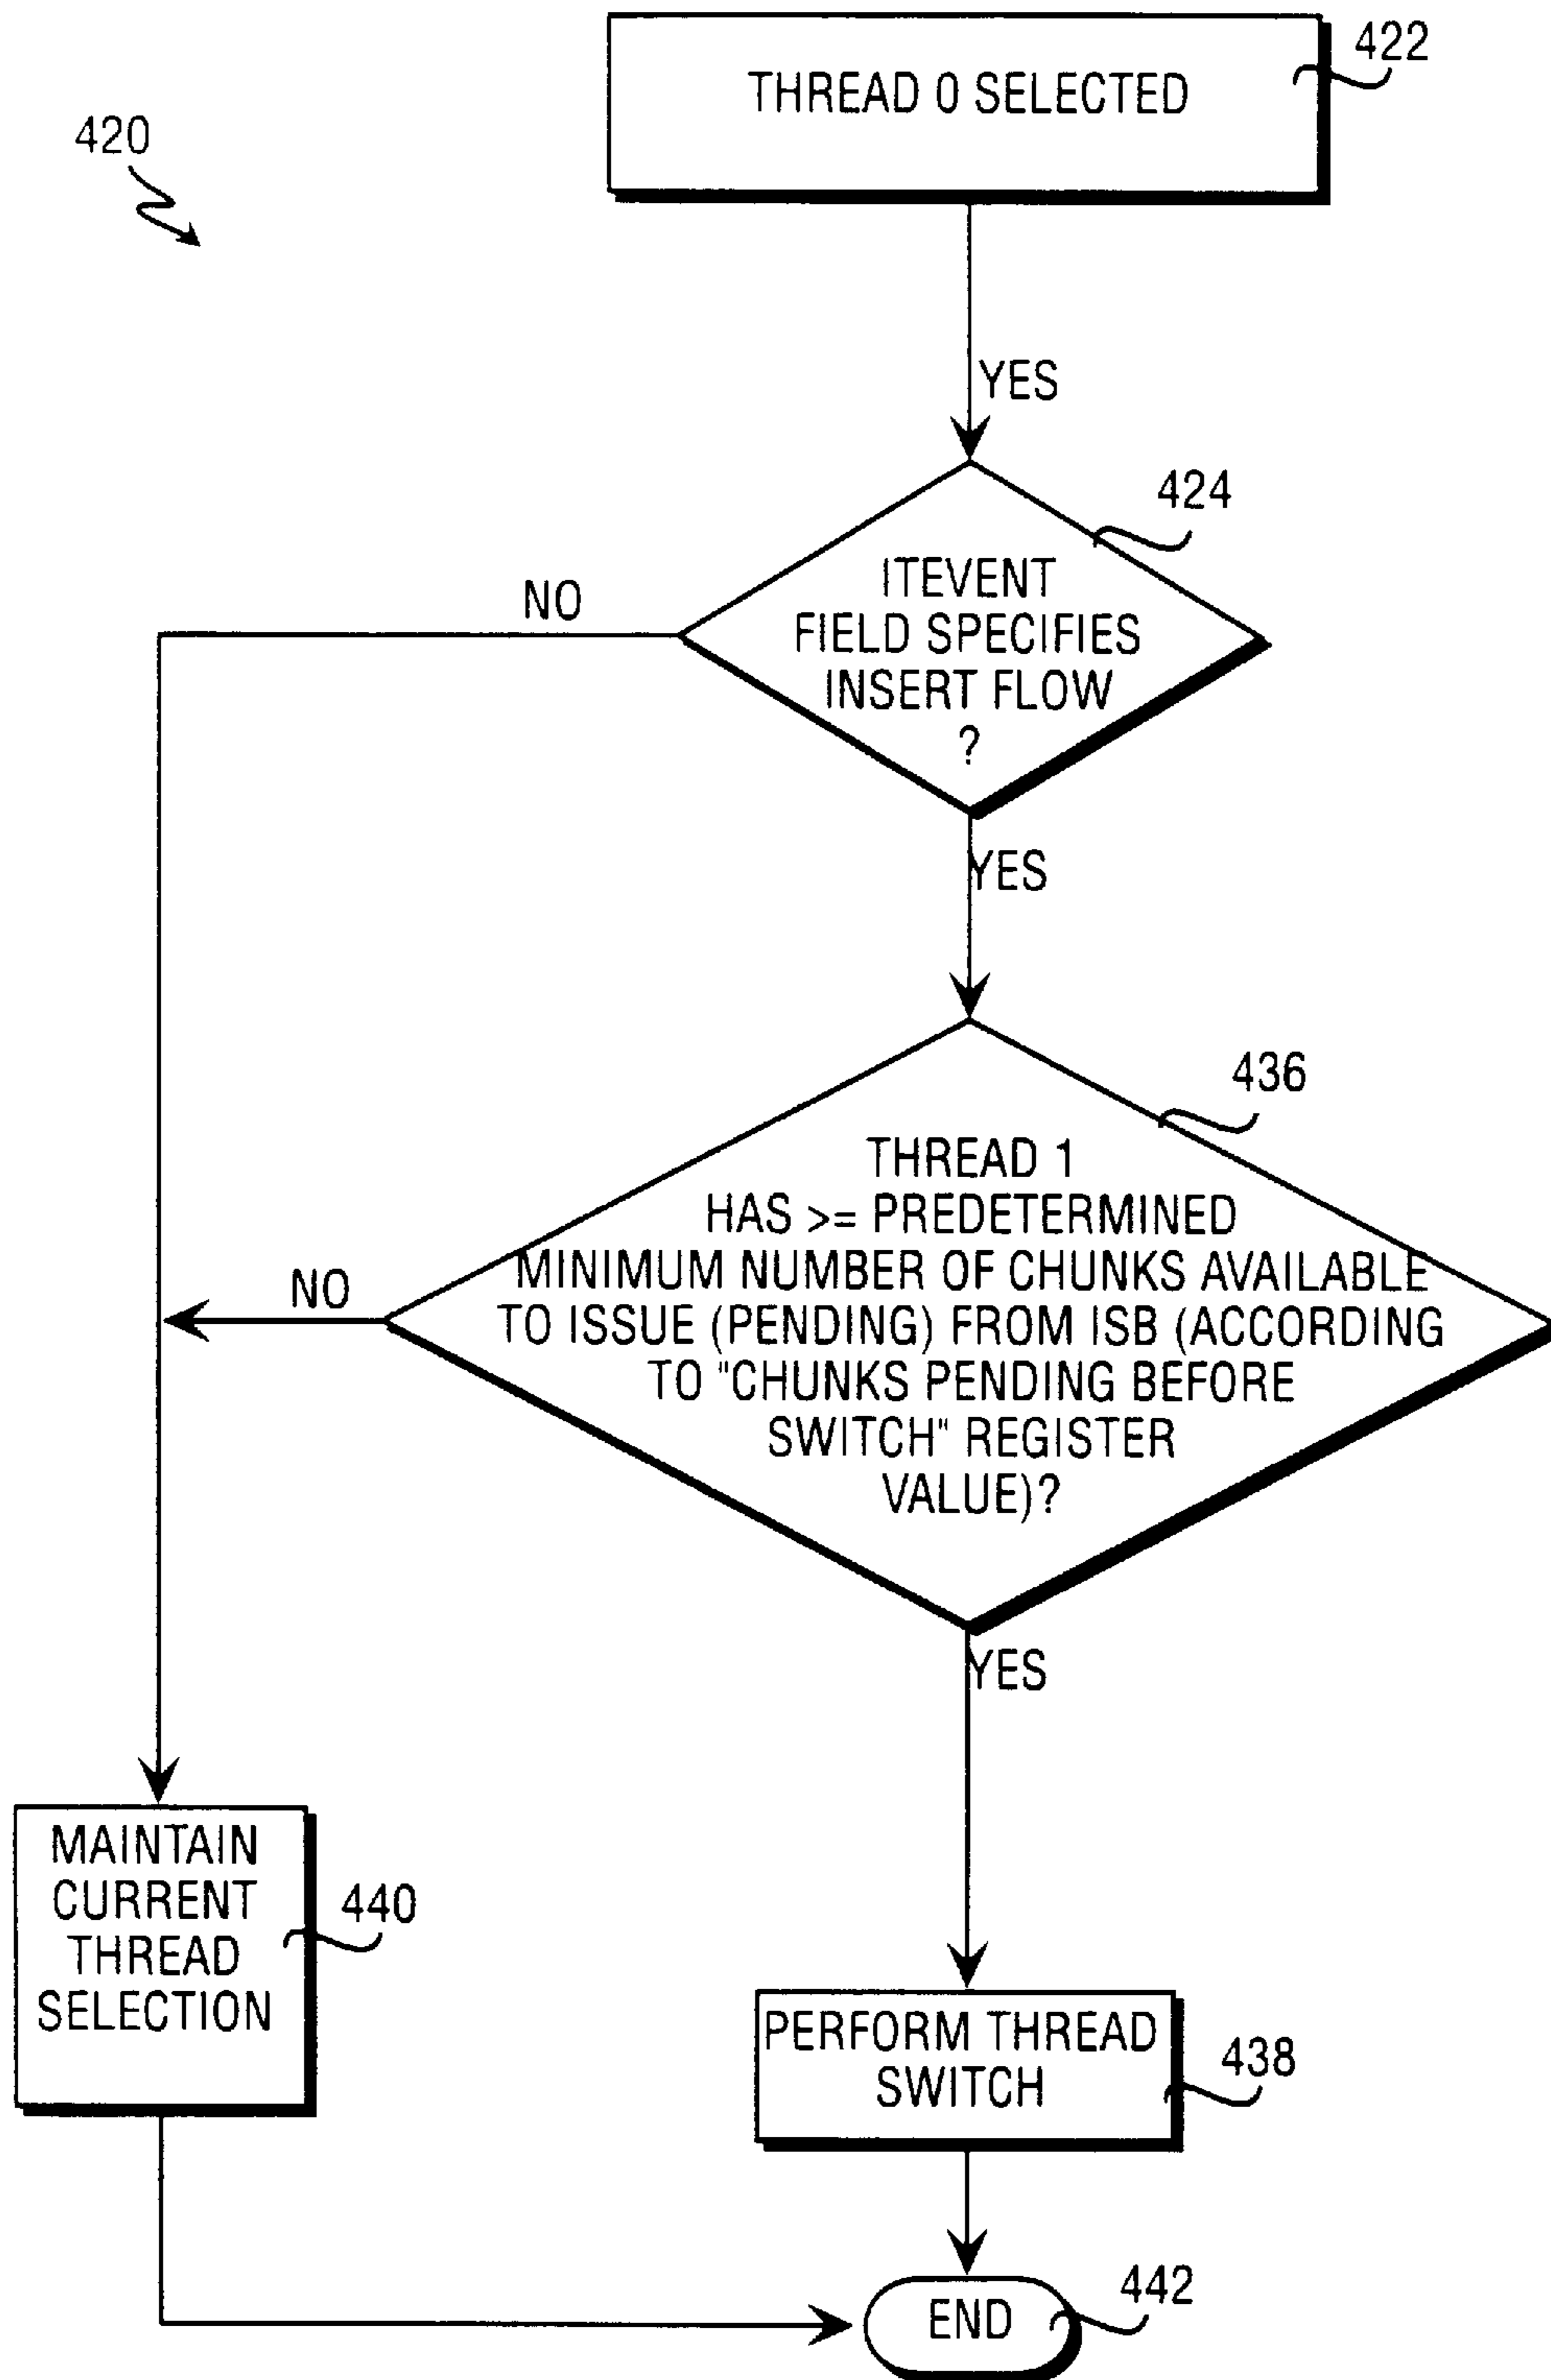 422
THREAD 0 SELECTED
420
YES
424
ITEVENT
FIELD SPECIFIES
INSERT FLOW
?
NO
YES
436
THREAD 1
HAS >= PREDETERMINED
MINIMUM NUMBER OF CHUNKS AVAILABLE
TO ISSUE (PENDING) FROM ISB (ACCORDING
TO "CHUNKS PENDING BEFORE
SWITCH" REGISTER
VALUE)?
NO
YES
MAINTAIN
CURRENT
THREAD
SELECTION
440
PERFORM THREAD
SWITCH
438
END
442